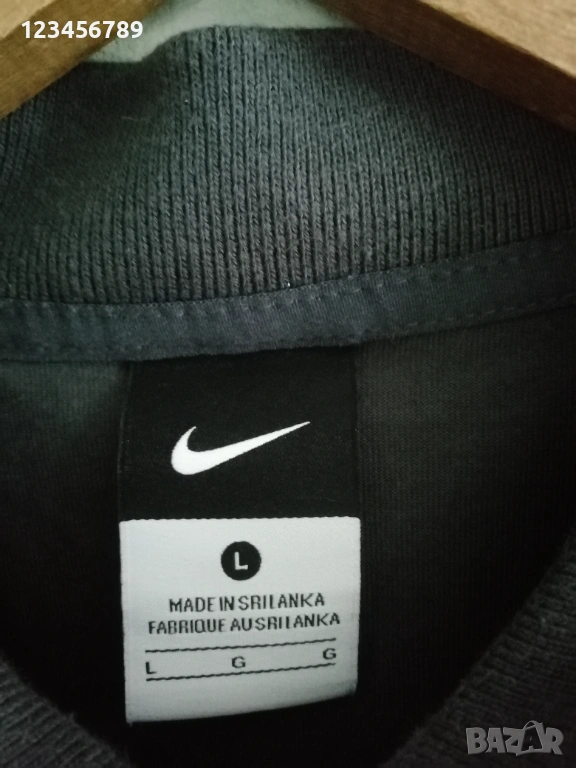 123456789
L
MADE IN SRI LANKA
FABRIQUE AU SRI LANKA
L G G
BAZAR